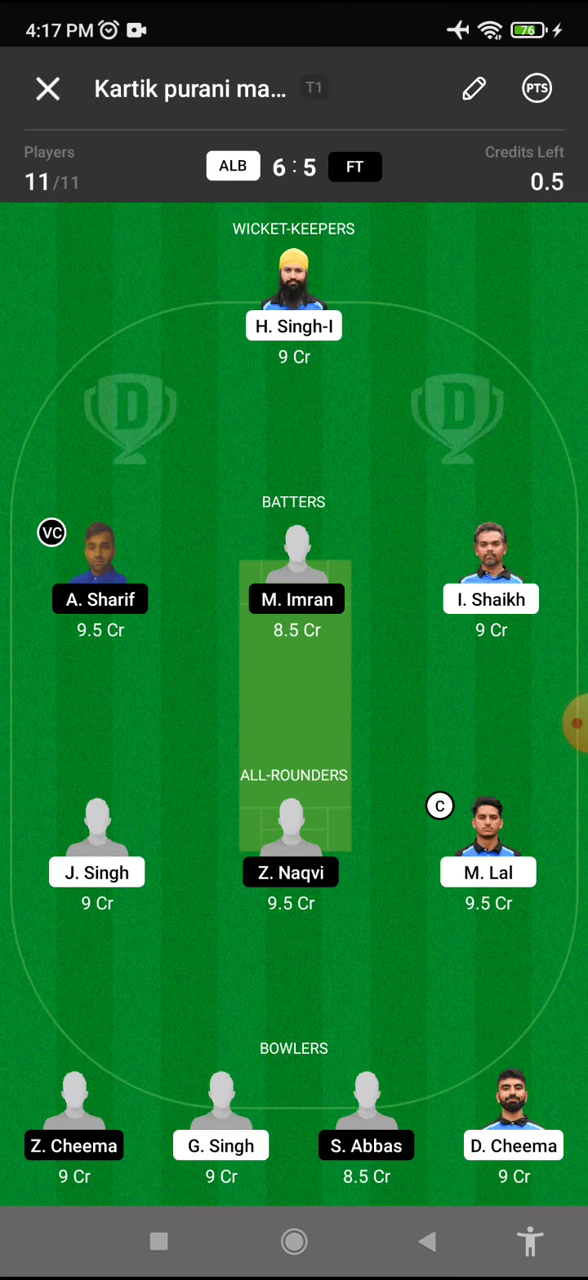 4:17 PM 76
Kartik purani ma... T1 PTS
Players Credits Left
11/11 ALB 6 : 5 FT 0.5
WICKET-KEEPERS
H. Singh-I
9 Cr
D D
BATTERS
VC
A. Sharif M. Imran I. Shaikh
9.5 Cr 8.5 Cr 9 Cr
ALL-ROUNDERS
C
J. Singh Z. Naqvi M. Lal
9 Cr 9.5 Cr 9.5 Cr
BOWLERS
Z. Cheema G. Singh S. Abbas D. Cheema
9 Cr 9 Cr 8.5 Cr 9 Cr